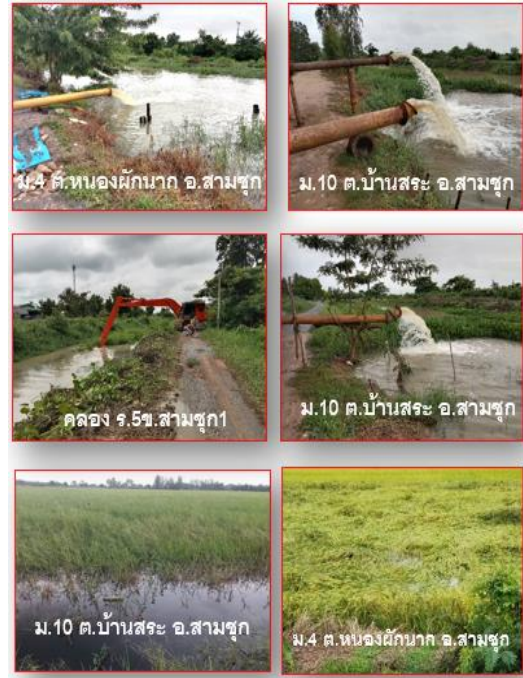 ม.4 ต.หนองผักนาก อ.สามชุก
ม.10 ต.บ้านสระ อ.สามชุก
คลอง ร.5ข.สามชุก1
ม.10 ต.บ้านสระ อ.สามชุก
ม.10 ต.บ้านสระ อ.สามชุก
ม.4 ต.หนองผักนาก อ.สามชุก